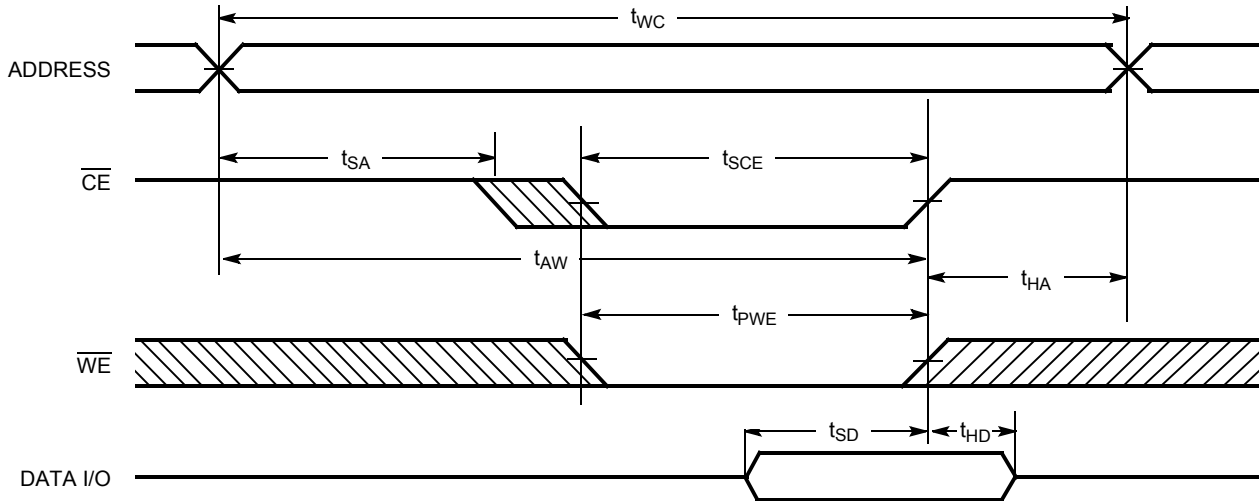 tWC
ADDRESS
tSA
tSCE
CE
tAW
tHA
tPWE
WE
tSD
tHD
DATA I/O